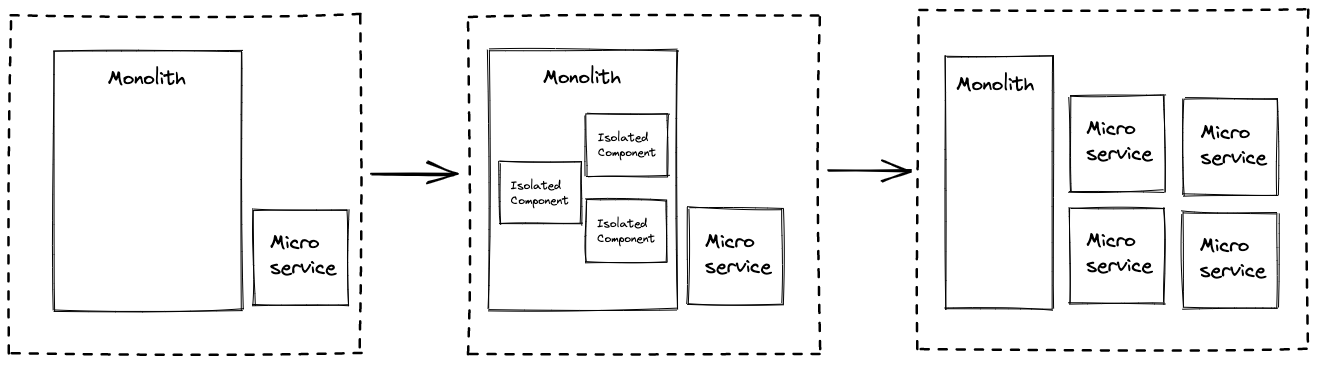 Monolith
Micro
service
Monolith
Isolated
Component
Isolated
Component
Isolated
Component
Micro
service
Monolith
Micro
service
Micro
service
Micro
service
Micro
service